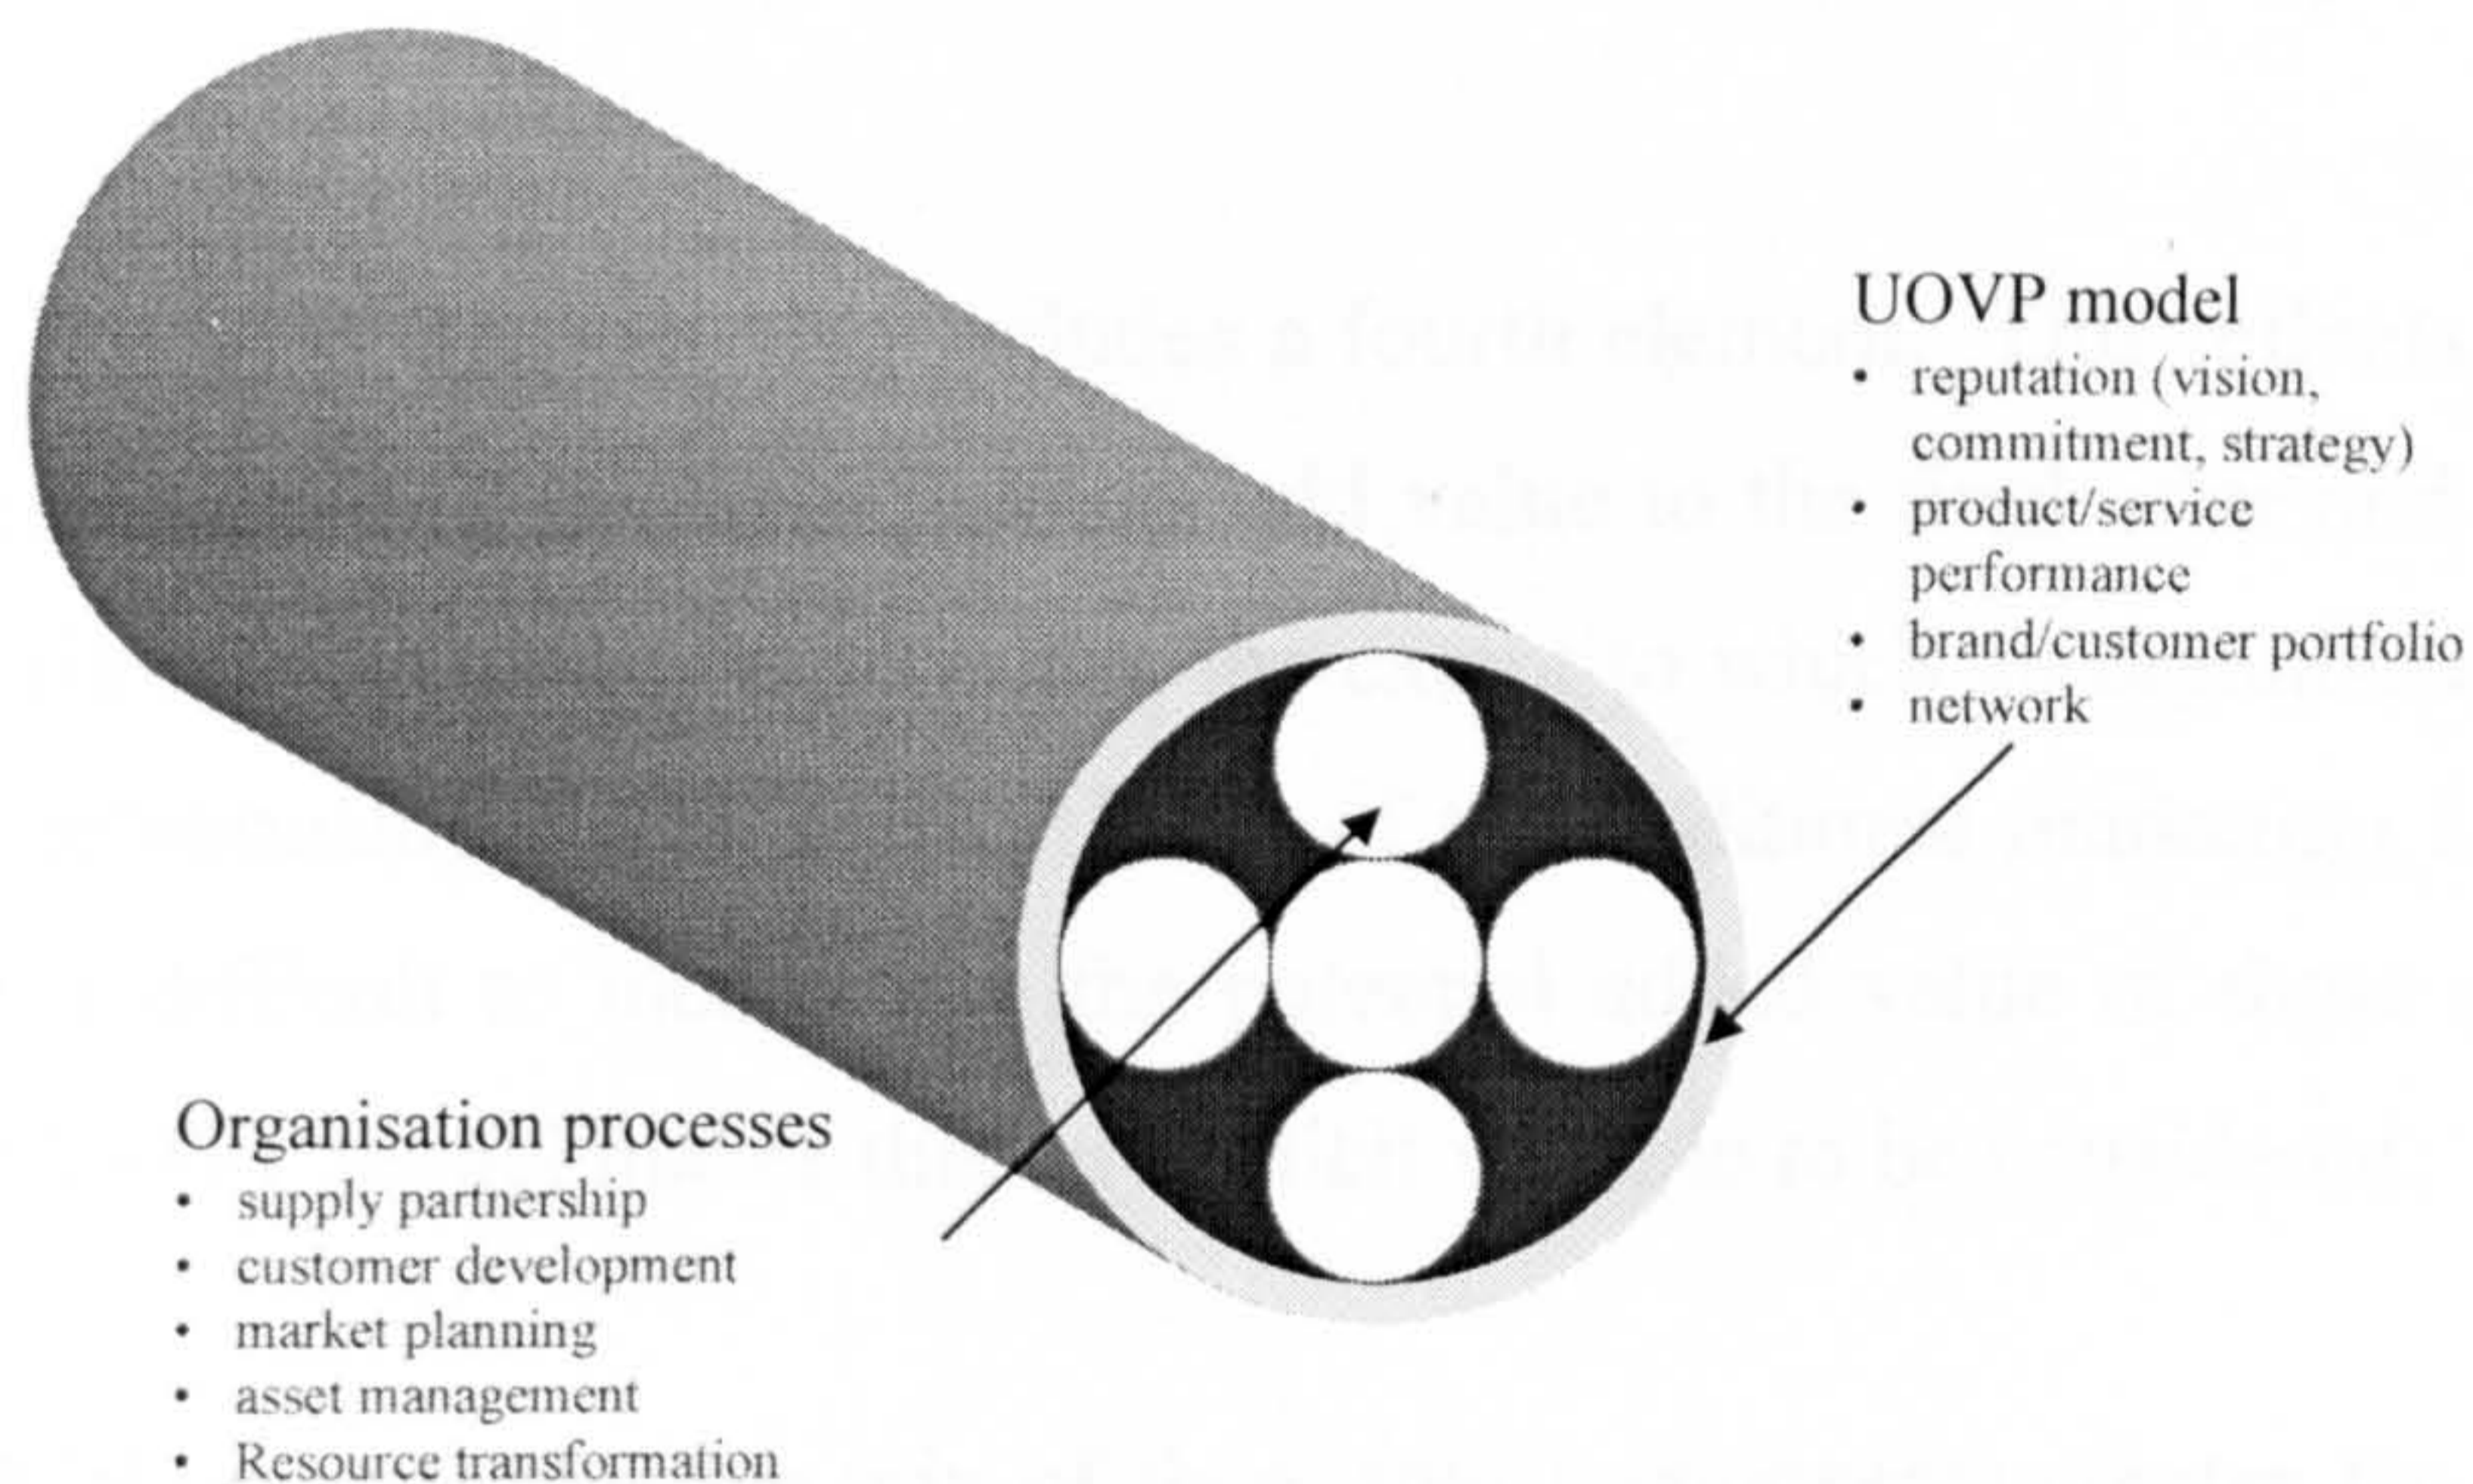 UOVP model
• reputation (vision,
commitment, strategy)
• product/service
performance
• brand/customer portfolio
• network
Organisation processes
• supply partnership
• customer development
• market planning
• asset management
• Resource transformation